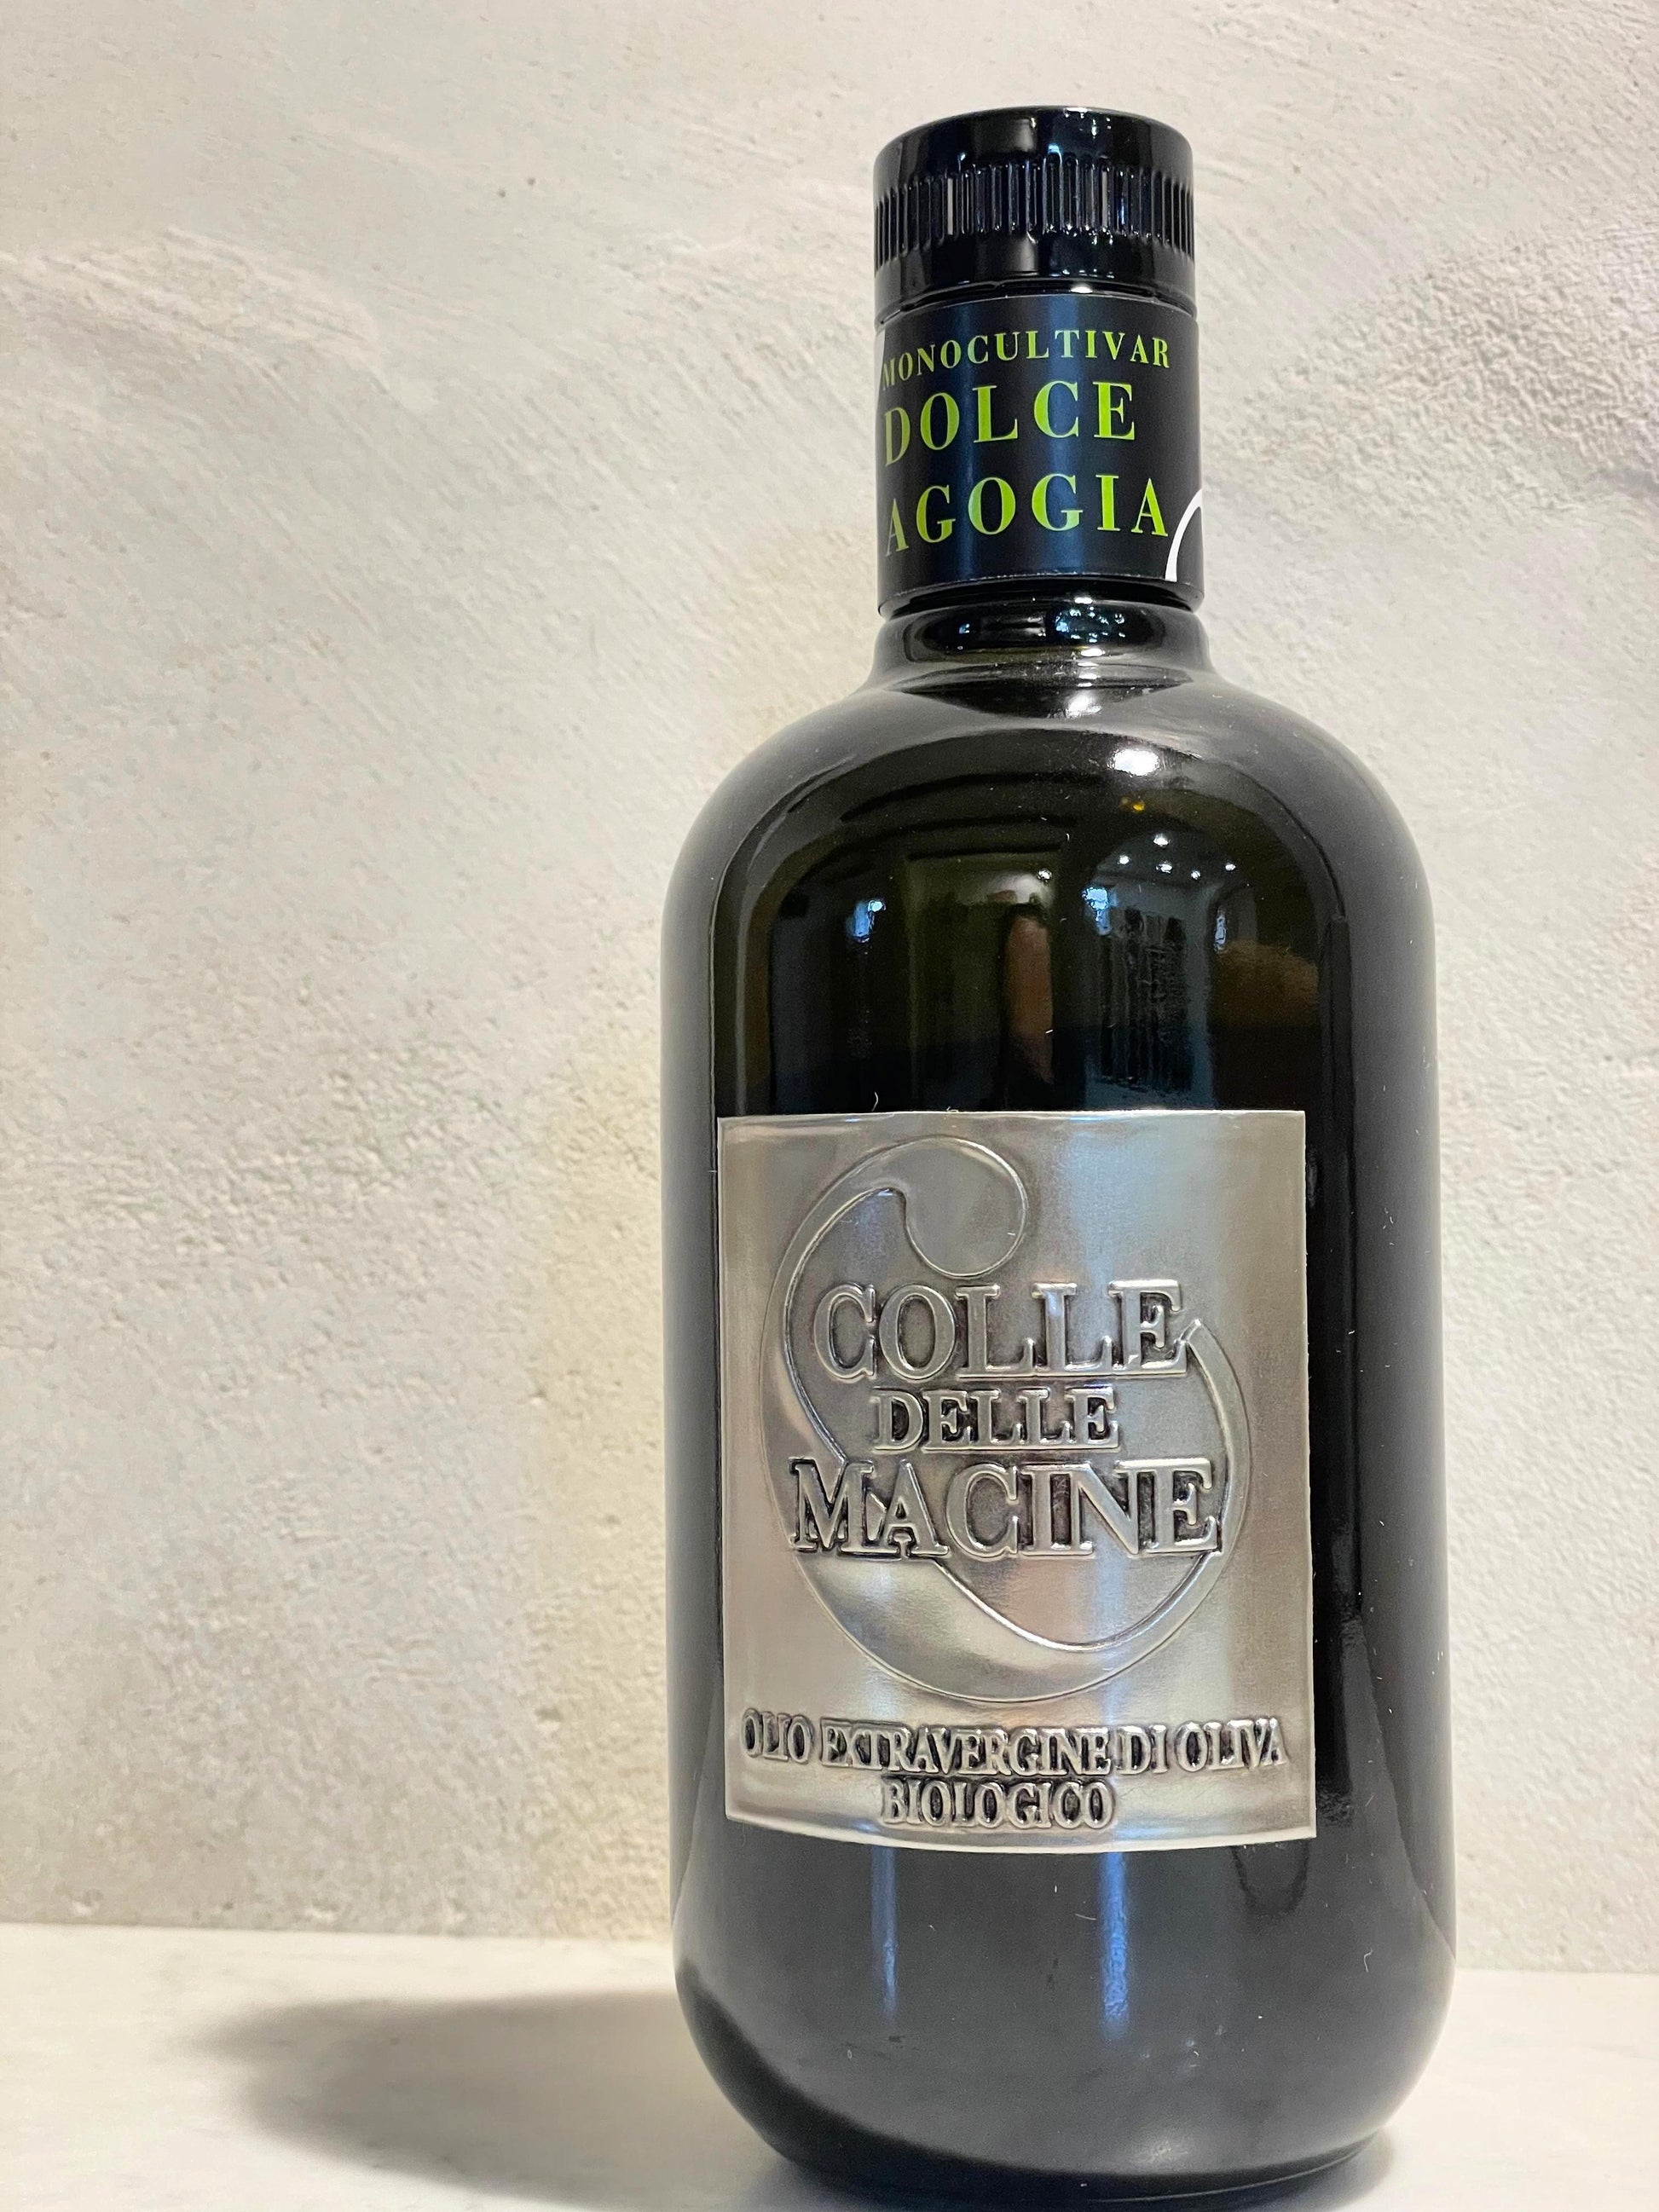 MONOCULTIVAR
DOLCE
AGOGIA
COLLE
DELLE
MACINE
OLIO EXTRAVERGINE DI OLIVA
BIOLOGICO